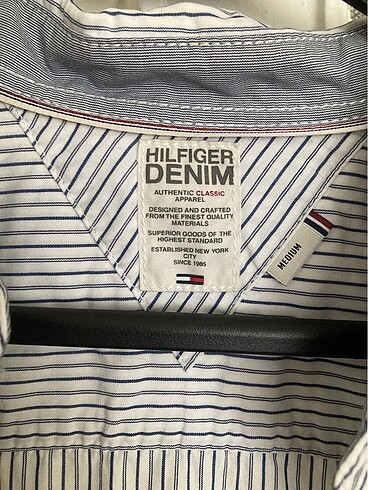 HILFIGER
DENIM
AUTHENTIC CLASSIC
APPAREL
DESIGNED AND CRAFTED
FROM THE FINEST QUALITY
MATERIALS
SUPERIOR GOODS OF THE
HIGHEST STANDARD
ESTABLISHED NEW YORK
CITY
SINCE 1985
MEDIUM